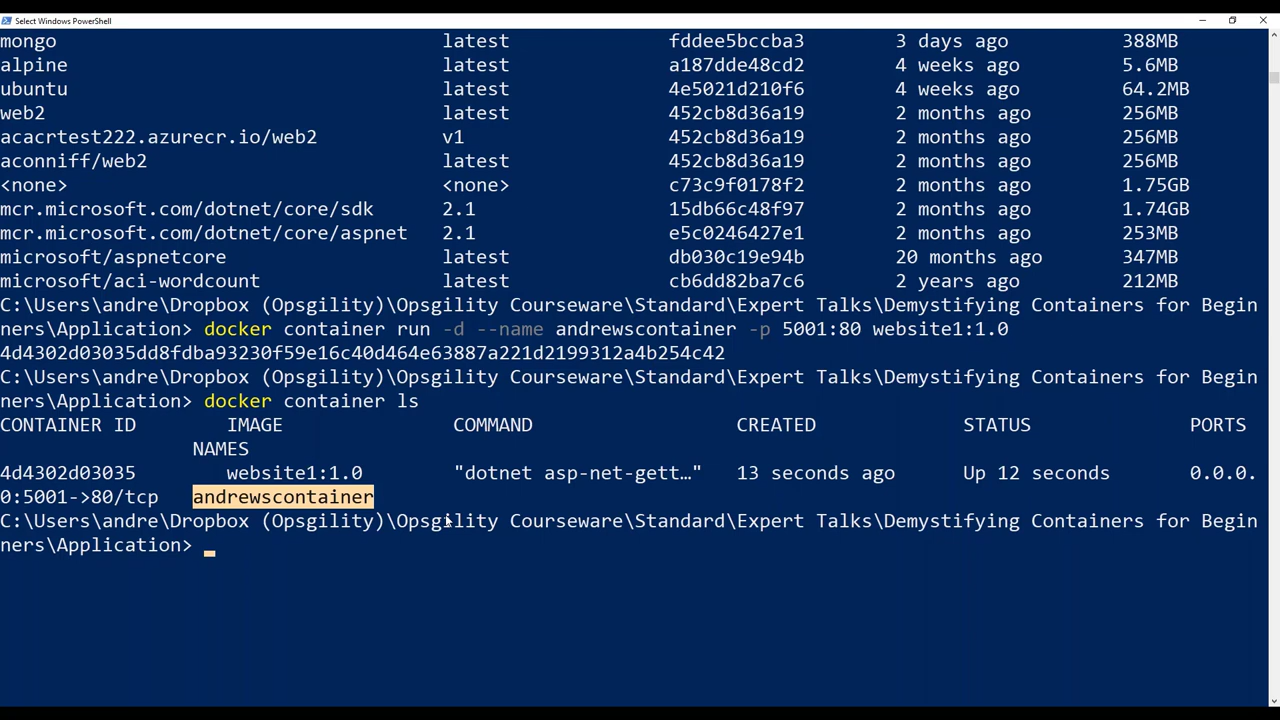 Select Windows PowerShell
mongo latest fddee5bccba3 3 days ago 388MB
alpine latest a187dde48cd2 4 weeks ago 5.6MB
ubuntu latest 4e5021d210f6 4 weeks ago 64.2MB
web2 latest 452cb8d36a19 2 months ago 256MB
acacrtest222.azurecr.io/web2 v1 452cb8d36a19 2 months ago 256MB
aconniff/web2 latest 452cb8d36a19 2 months ago 256MB
<none> <none> c73c9f0178f2 2 months ago 1.75GB
mcr.microsoft.com/dotnet/core/sdk 2.1 15db66c48f97 2 months ago 1.74GB
mcr.microsoft.com/dotnet/core/aspnet 2.1 e5c0246427e1 2 months ago 253MB
microsoft/aspnetcore latest db030c19e94b 20 months ago 347MB
microsoft/aci-wordcount latest cb6dd82ba7c6 2 years ago 212MB
C:\Users\andre\Dropbox (Opsgility)\Opsgility Courseware\Standard\Expert Talks\Demystifying Containers for Begin
ners\Application> docker container run -d --name andrewscontainer -p 5001:80 website1:1.0
4d4302d03035dd8fdba93230f59e16c40d464e63887a221d2199312a4b254c42
C:\Users\andre\Dropbox (Opsgility)\Opsgility Courseware\Standard\Expert Talks\Demystifying Containers for Begin
ners\Application> docker container ls
CONTAINER ID IMAGE COMMAND CREATED STATUS PORTS
NAMES
4d4302d03035 website1:1.0 "dotnet asp-net-gett…" 13 seconds ago Up 12 seconds 0.0.0.
0:5001->80/tcp andrewscontainer
C:\Users\andre\Dropbox (Opsgility)\Opsgility Courseware\Standard\Expert Talks\Demystifying Containers for Begin
ners\Application>